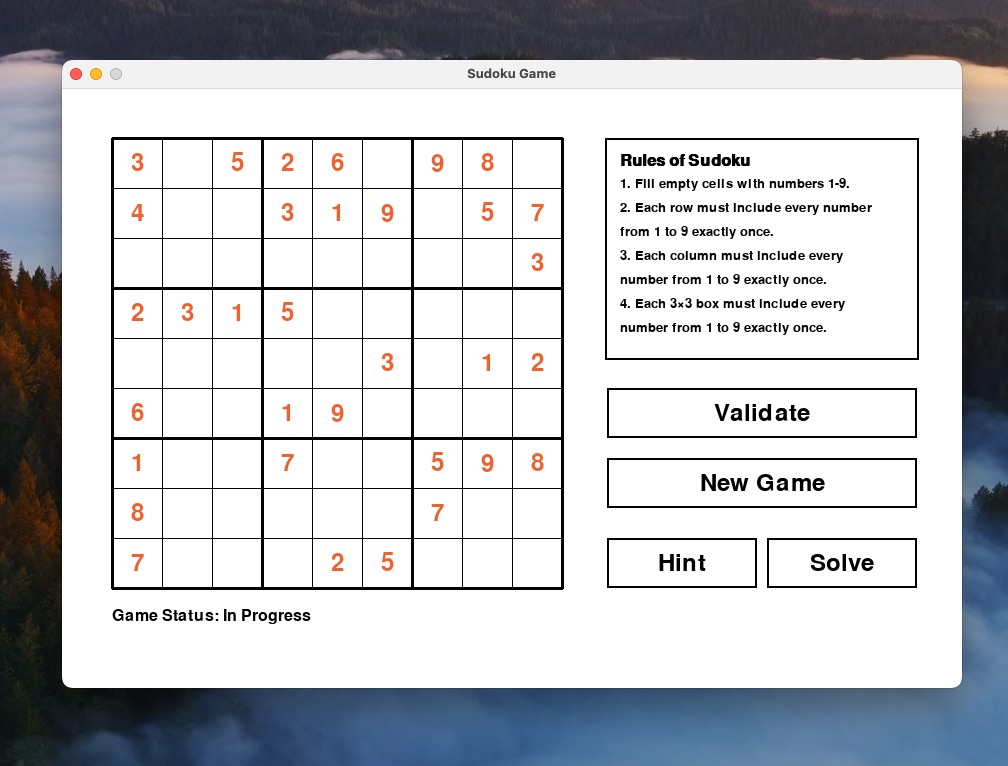 Sudoku Game
3 5 2 6 9 8
4 3 1 9 5 7
3
2 3 1 5
3 1 2
6 1 9
1 7 5 9 8
8 7
7 2 5
Game Status: In Progress
Rules of Sudoku
1. Fill empty cells with numbers 1-9.
2. Each row must include every number
from 1 to 9 exactly once.
3. Each column must include every
number from 1 to 9 exactly once.
4. Each 3×3 box must include every
number from 1 to 9 exactly once.
Validate
New Game
Hint Solve